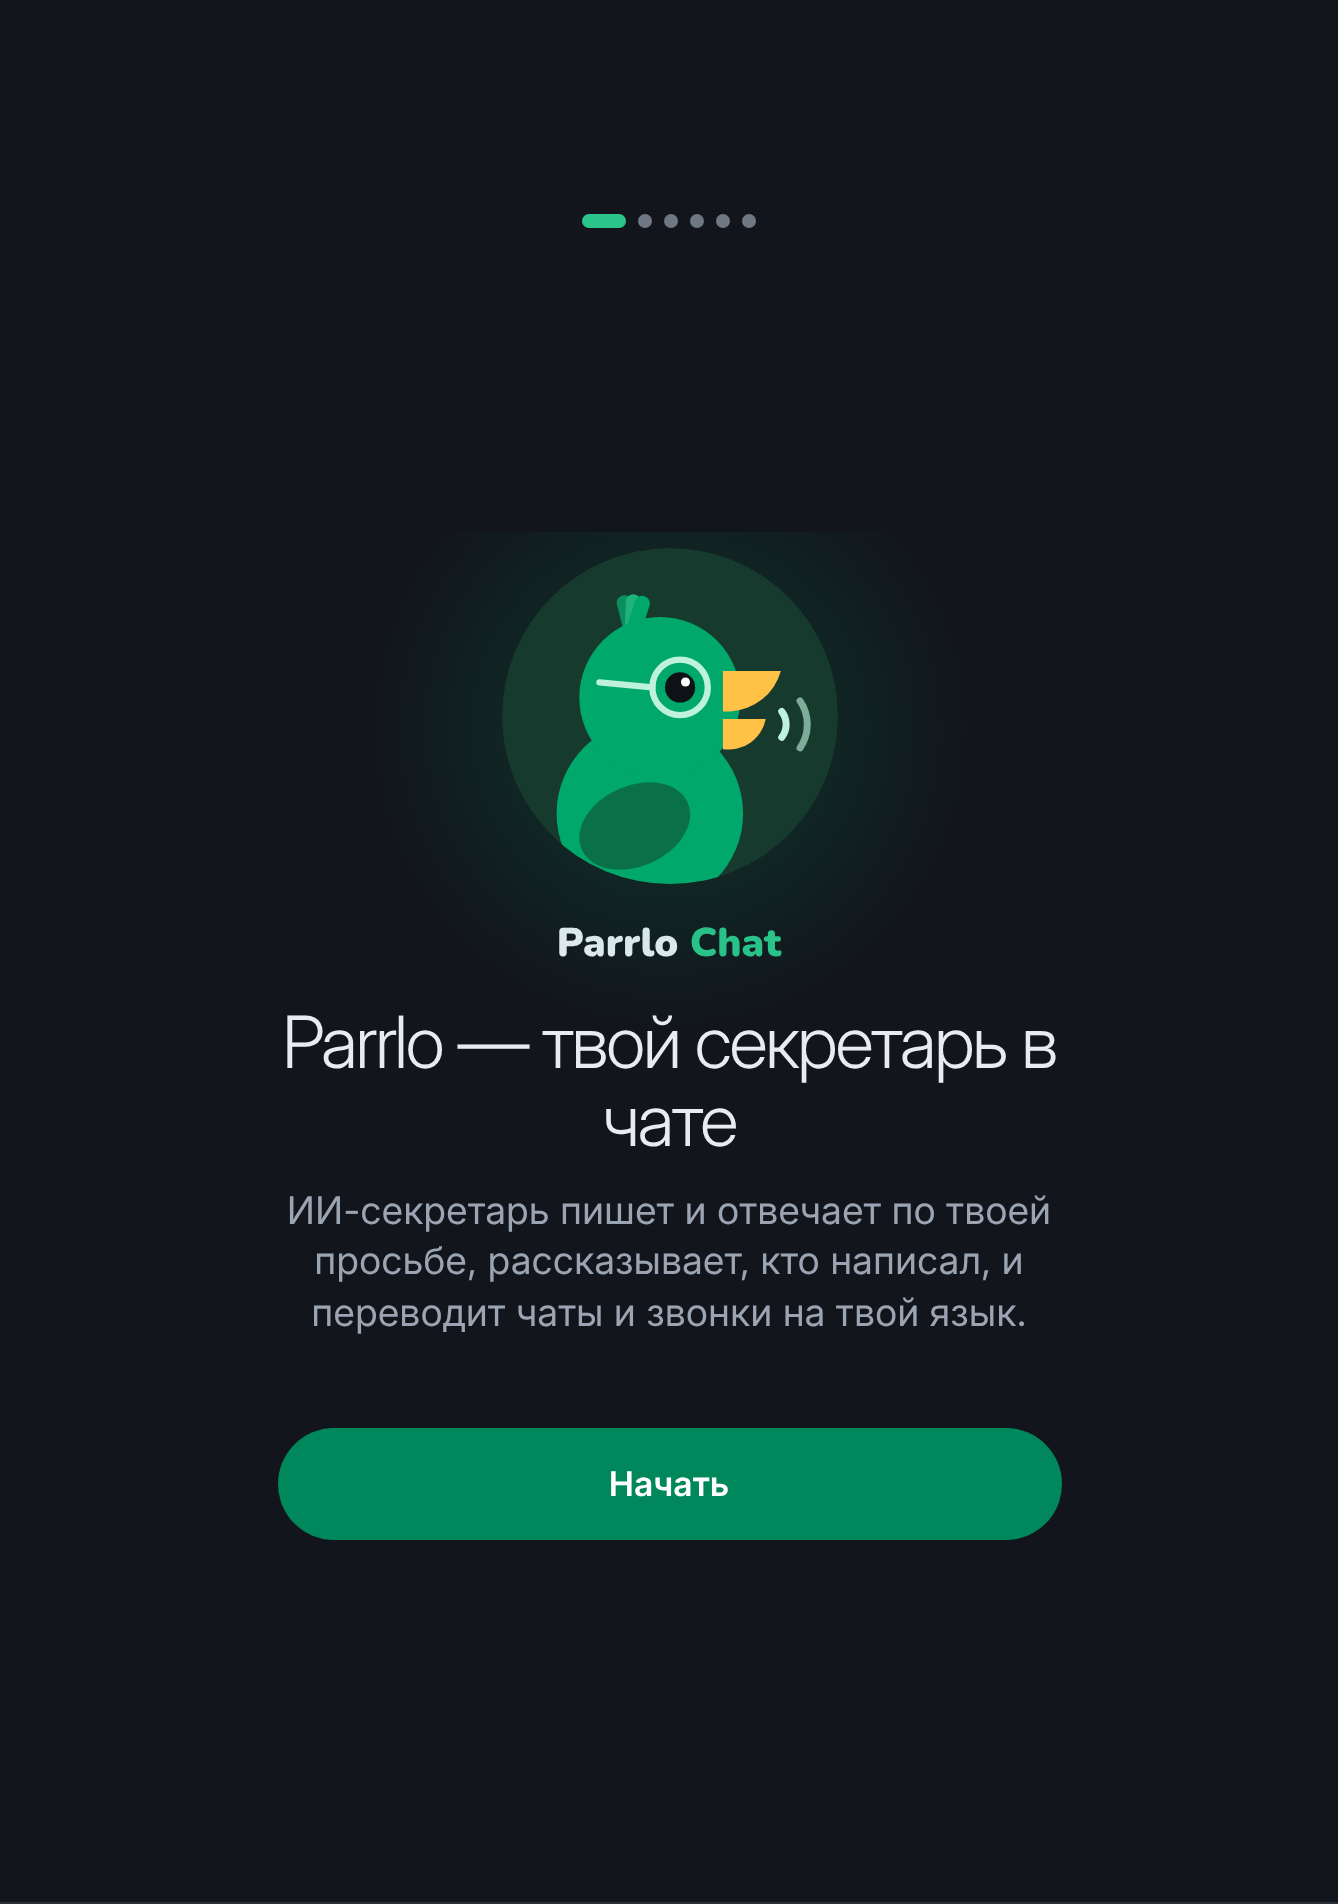 Parrlo Chat
Parrlo — твой секретарь в
чате
ИИ-секретарь пишет и отвечает по твоей
просьбе, рассказывает, кто написал, и
переводит чаты и звонки на твой язык.
Начать